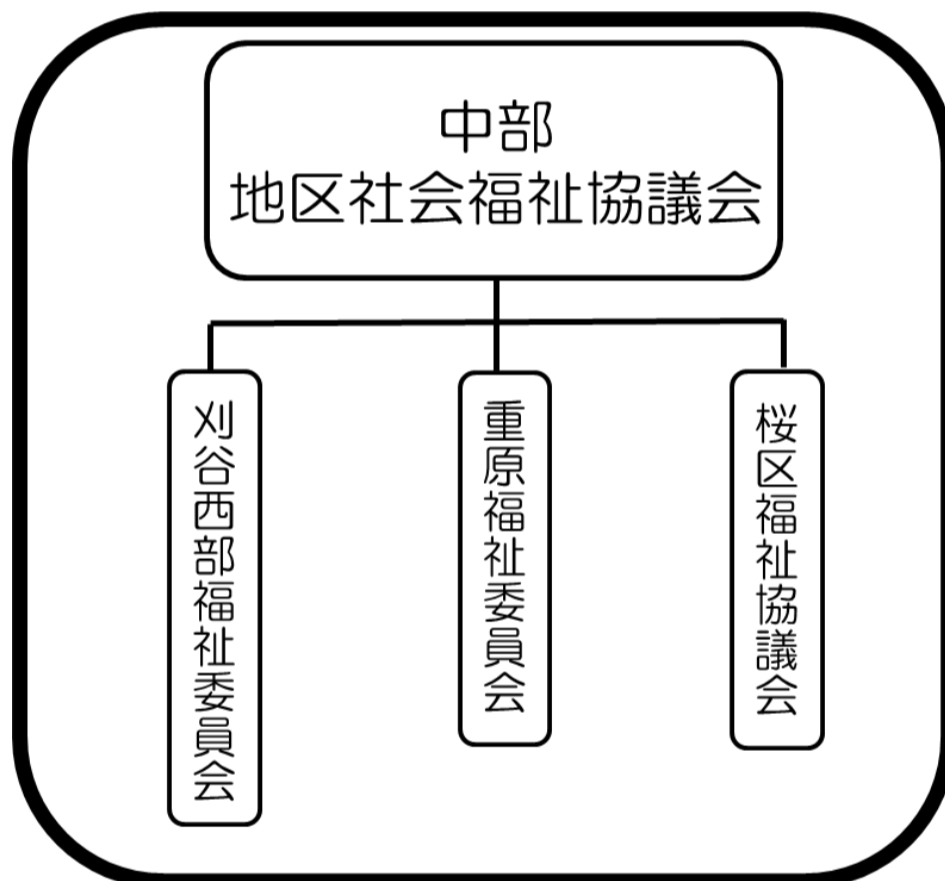 中部
地区社会福祉協議会
刈谷西部福祉委員会
重原福祉委員会
桜区福祉協議会